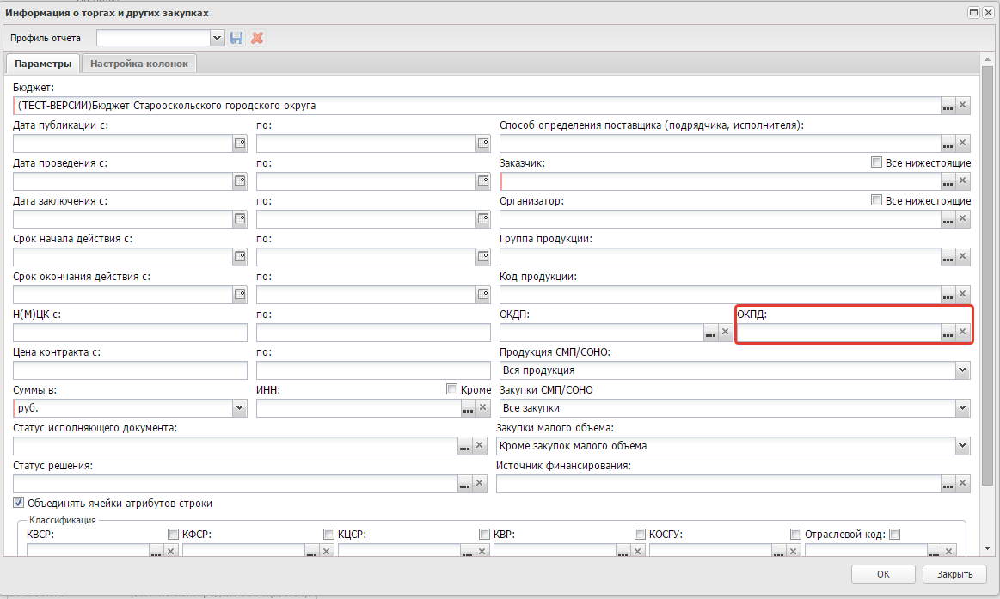 Информация о торгах и других закупках
Профиль отчета
Параметры Настройка колонок
Бюджет:
(ТЕСТ-ВЕРСИИ)Бюджет Старооскольского городского округа
Дата публикации с: по: Способ определения поставщика (подрядчика, исполнителя):
Дата проведения с: по: Заказчик: Все нижестоящие
Дата заключения с: по: Организатор: Все нижестоящие
Срок начала действия с: по: Группа продукции:
Срок окончания действия с: по: Код продукции:
Н(М)ЦК с: по: ОКДП: ОКПД:
Цена контракта с: по: Продукция СМП/СОНО:
Вся продукция
Суммы в: ИНН: Кроме Закупки СМП/СОНО
руб. Все закупки
Статус исполняющего документа: Закупки малого объема:
Кроме закупок малого объема
Статус решения: Источник финансирования:
Объединять ячейки атрибутов строки
Классификация
КВСР: КФСР: КЦСР: КВР: КОСГУ: Отраслевой код:
ОК Закрыть